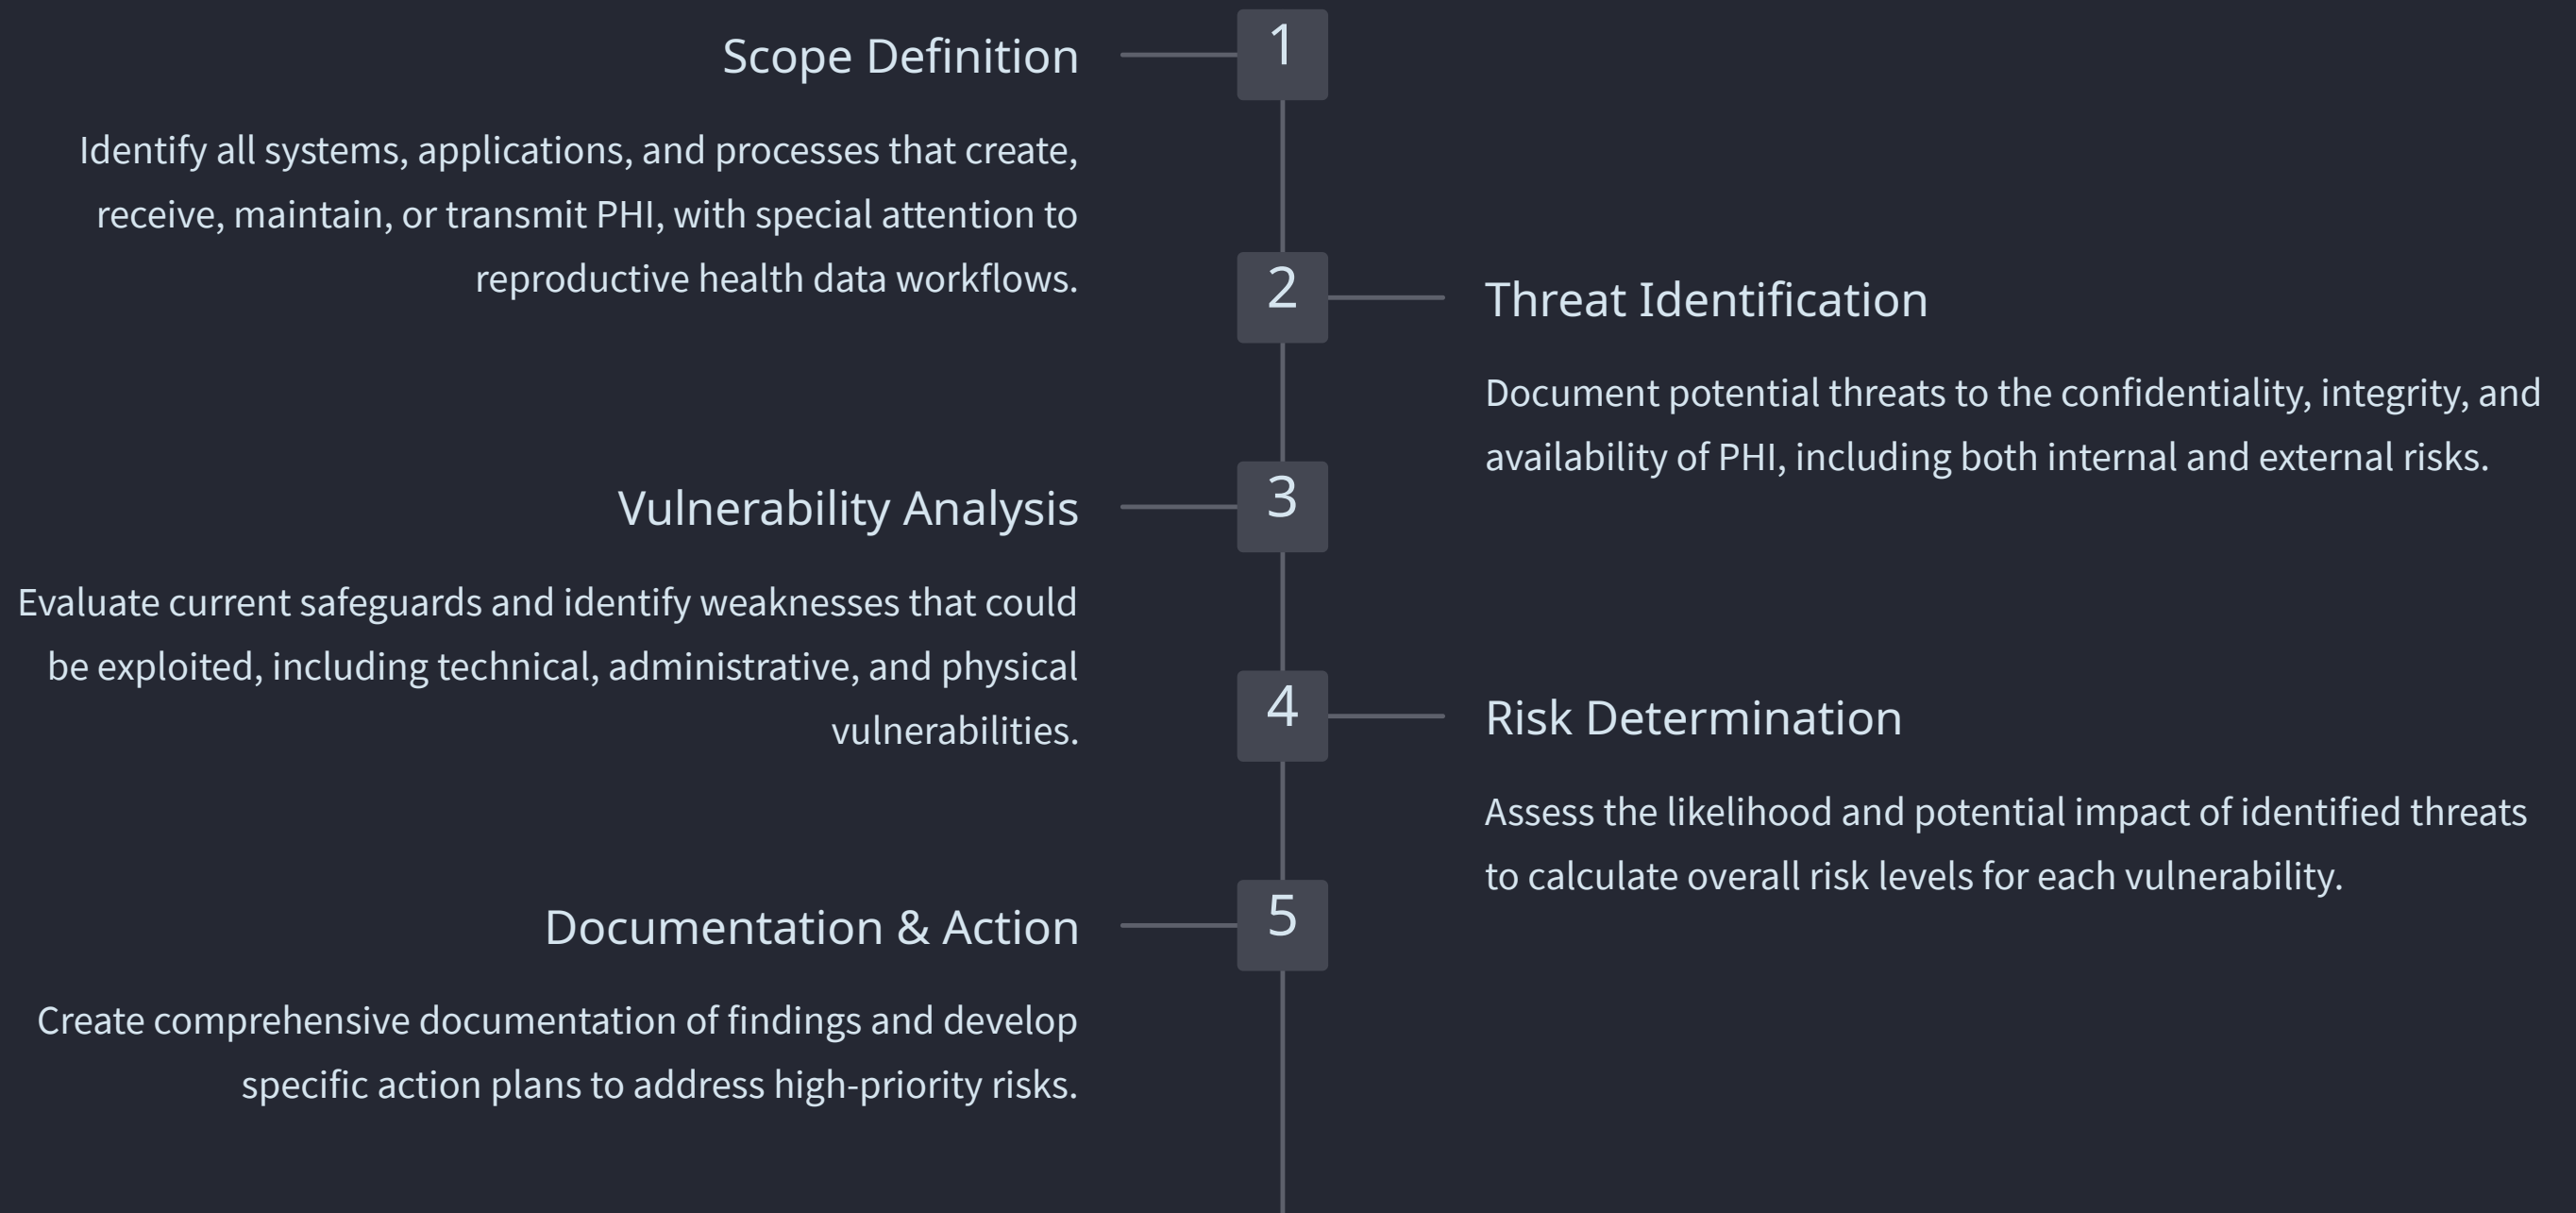 1
Scope Definition
Identify all systems, applications, and processes that create,
receive, maintain, or transmit PHI, with special attention to
reproductive health data workflows.
2
Threat Identification
Document potential threats to the confidentiality, integrity, and
availability of PHI, including both internal and external risks.
3
Vulnerability Analysis
Evaluate current safeguards and identify weaknesses that could
be exploited, including technical, administrative, and physical
vulnerabilities.
4
Risk Determination
Assess the likelihood and potential impact of identified threats
to calculate overall risk levels for each vulnerability.
5
Documentation & Action
Create comprehensive documentation of findings and develop
specific action plans to address high-priority risks.